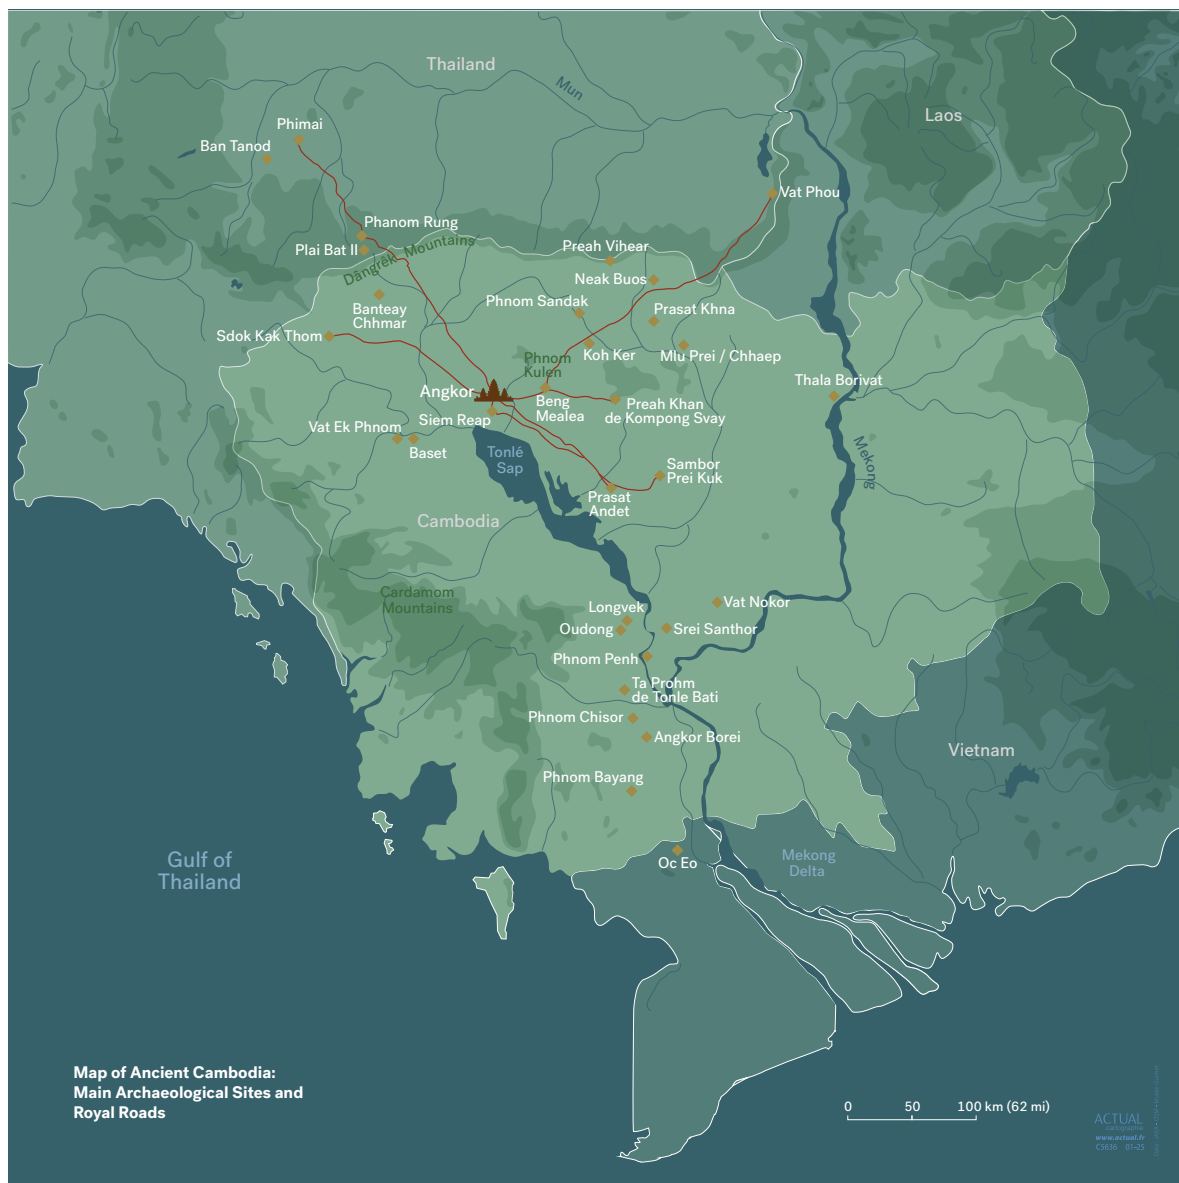 Thailand
Mun
Laos
Phimai
Ban Tanod
Vat Phou
Phanom Rung
Plai Bat II
Dângrêk Mountains
Preah Vihear
Neak Buos
Banteay
Chhmar
Phnom Sandak
Prasat Khna
Sdok Kak Thom
Koh Ker
Mlu Prei / Chhaep
Phnom
Kulen
Thala Borivat
Angkor
Beng
Mealea
Preah Khan
de Kompong Svay
Siem Reap
Vat Ek Phnom
Baset
Tonlé
Sap
Mekong
Sambor
Prei Kuk
Prasat
Andet
Cambodia
Cardamom
Mountains
Longvek
Vat Nokor
Oudong
Srei Santhor
Phnom Penh
Ta Prohm
de Tonle Bati
Phnom Chisor
Angkor Borei
Vietnam
Phnom Bayang
Oc Eo
Mekong
Delta
Gulf of
Thailand
Map of Ancient Cambodia:
Main Archaeological Sites and
Royal Roads
0 50 100 km (62 mi)
ACTUAL
cartographie
www.actual.fr
C5636 01–25